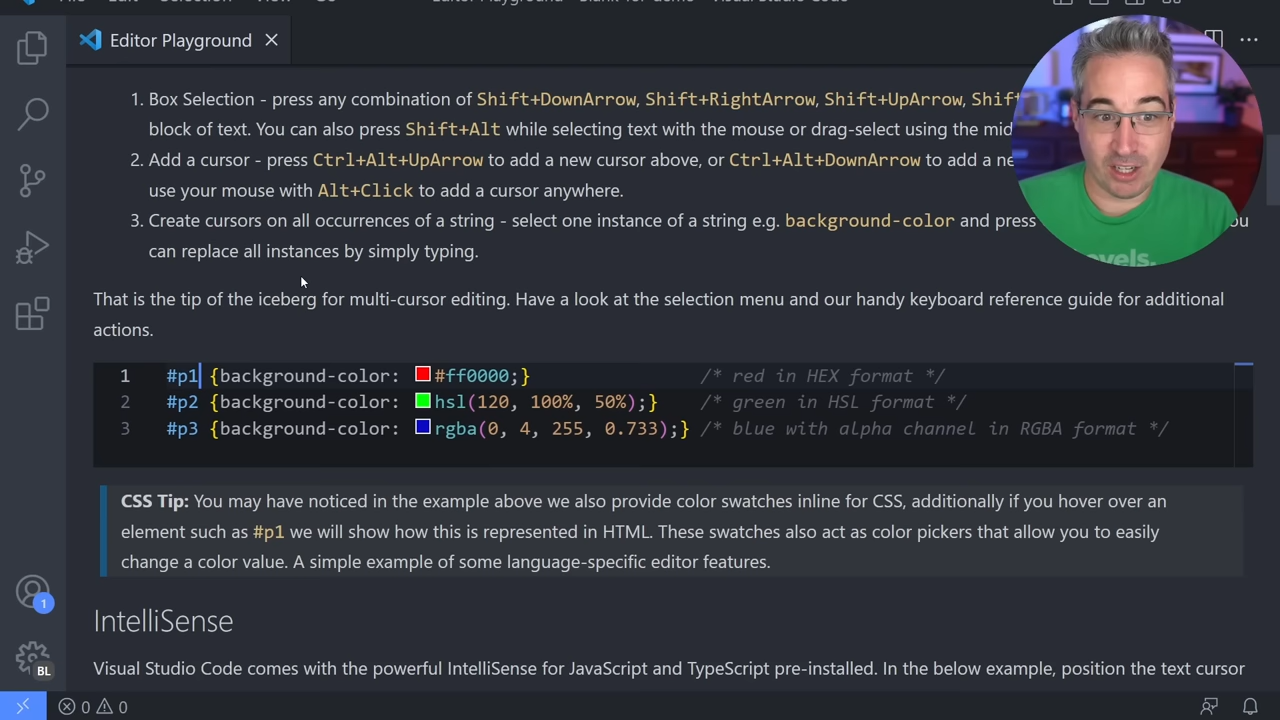 Editor Playground
1. Box Selection - press any combination of Shift+DownArrow, Shift+RightArrow, Shift+UpArrow,
block of text. You can also press Shift+Alt while selecting text with the mouse or drag-select using the
2. Add a cursor - press Ctrl+Alt+UpArrow to add a new cursor above, or Ctrl+Alt+DownArrow to add a
use your mouse with Alt+Click to add a cursor anywhere.
3. Create cursors on all occurrences of a string - select one instance of a string e.g. background-color and press
can replace all instances by simply typing.
That is the tip of the iceberg for multi-cursor editing. Have a look at the selection menu and our handy keyboard reference guide for additional
actions.
1 #p1 {background-color: #ff0000;} /* red in HEX format */
2 #p2 {background-color: hsl(120, 100%, 50%);} /* green in HSL format */
3 #p3 {background-color: rgba(0, 4, 255, 0.733);} /* blue with alpha channel in RGBA format */
CSS Tip: You may have noticed in the example above we also provide color swatches inline for CSS, additionally if you hover over an
element such as #p1 we will show how this is represented in HTML. These swatches also act as color pickers that allow you to easily
change a color value. A simple example of some language-specific editor features.
IntelliSense
1
Visual Studio Code comes with the powerful IntelliSense for JavaScript and TypeScript pre-installed. In the below example, position the text cursor
BL
0 0